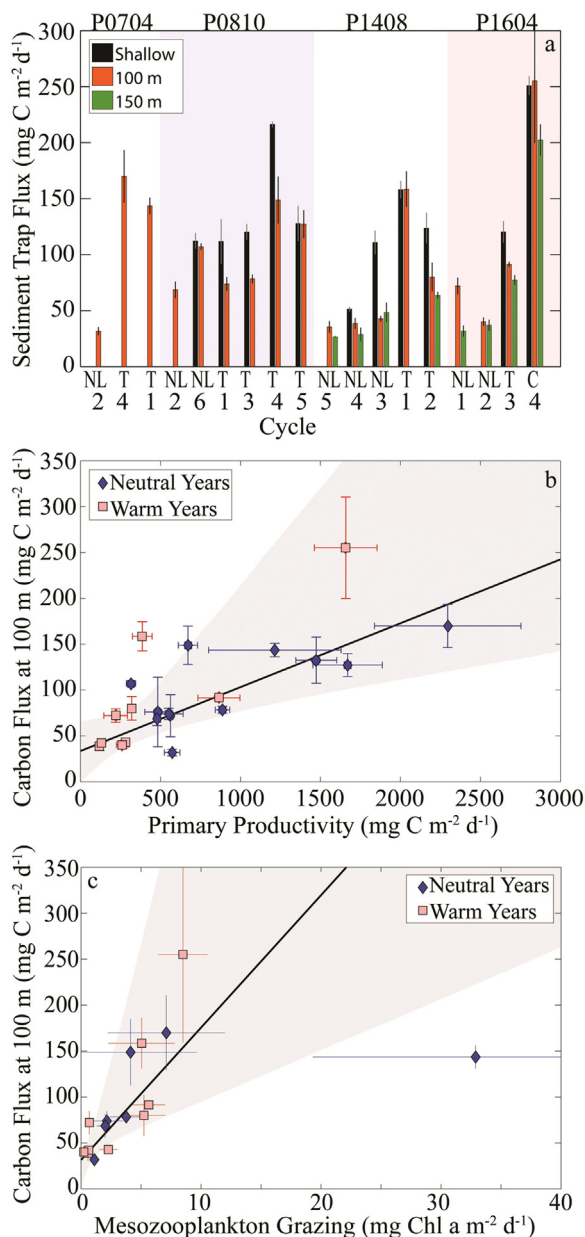 P0704 P0810 P1408 P1604
a
Shallow
100 m
150 m
Sediment Trap Flux (mg C m-2 d-1)
300
250
200
150
100
50
0
NL T T NL NL T T T T NL NL NL T T NL NL T C
2 4 1 2 6 1 3 4 5 5 4 3 1 2 1 2 3 4
Cycle
b
Neutral Years
Warm Years
Carbon Flux at 100 m (mg C m-2 d-1)
350
300
250
200
150
100
50
0
0 500 1000 1500 2000 2500 3000
Primary Productivity (mg C m-2 d-1)
c
Neutral Years
Warm Years
Carbon Flux at 100 m (mg C m-2 d-1)
350
300
250
200
150
100
50
0
0 10 20 30 40
Mesozooplankton Grazing (mg Chl a m-2 d-1)